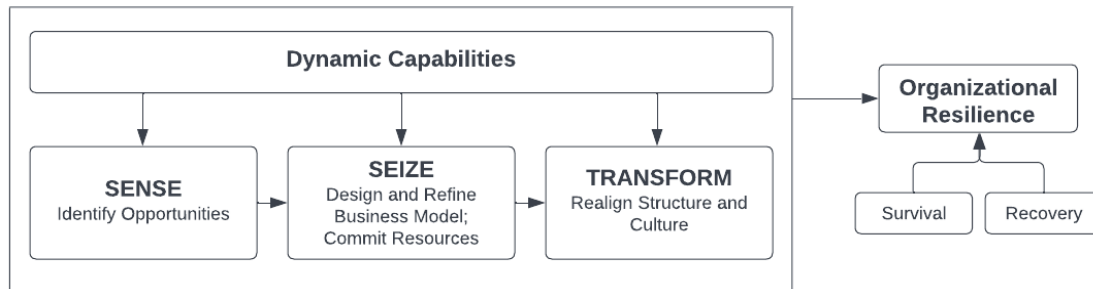 Dynamic Capabilities
SENSE
Identify Opportunities
SEIZE
Design and Refine
Business Model;
Commit Resources
TRANSFORM
Realign Structure and
Culture
Organizational
Resilience
Survival
Recovery